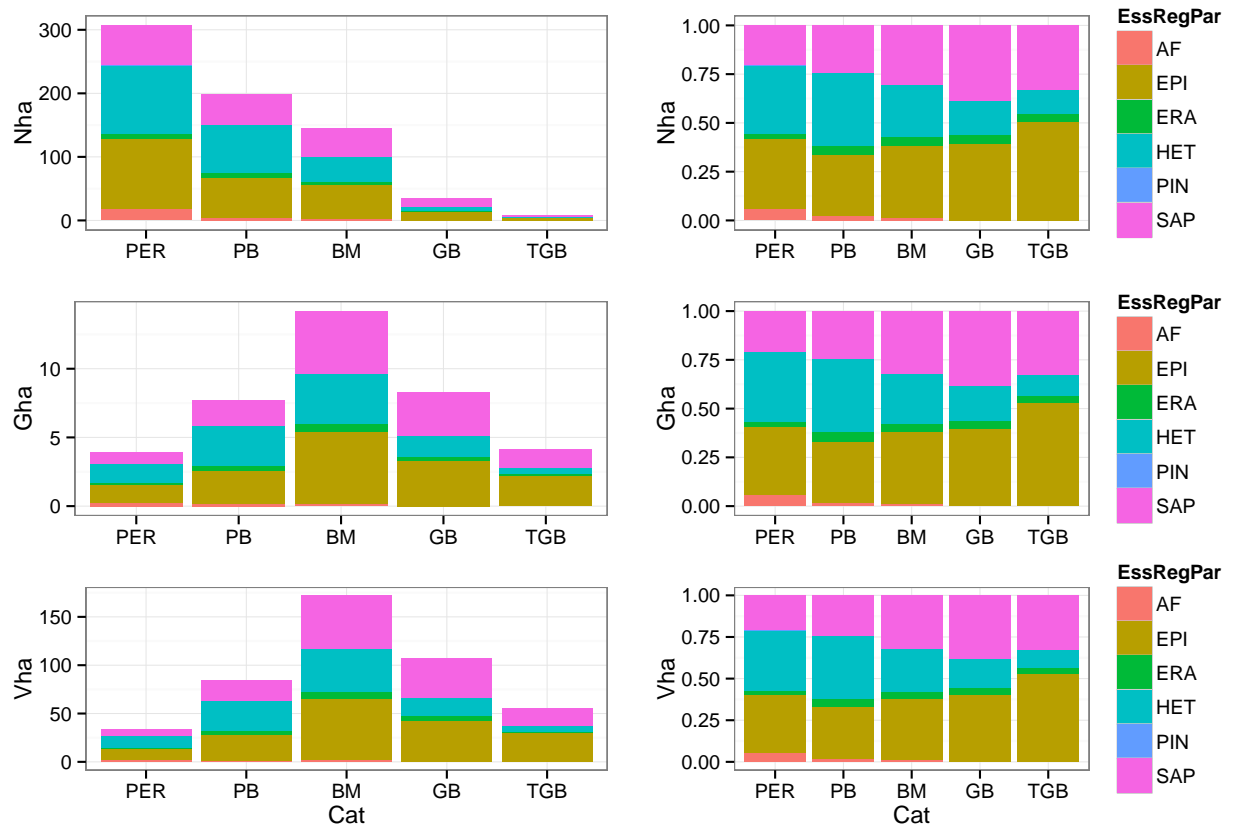 300
200
100
0
Nha
PER PB BM GB TGB
1.00
0.75
0.50
0.25
0.00
Nha
PER PB BM GB TGB
EssRegPar
AF
EPI
ERA
HET
PIN
SAP
10
5
0
Gha
PER PB BM GB TGB
1.00
0.75
0.50
0.25
0.00
Gha
PER PB BM GB TGB
EssRegPar
AF
EPI
ERA
HET
PIN
SAP
150
100
50
0
Vha
PER PB BM GB TGB
Cat
1.00
0.75
0.50
0.25
0.00
Vha
PER PB BM GB TGB
Cat
EssRegPar
AF
EPI
ERA
HET
PIN
SAP